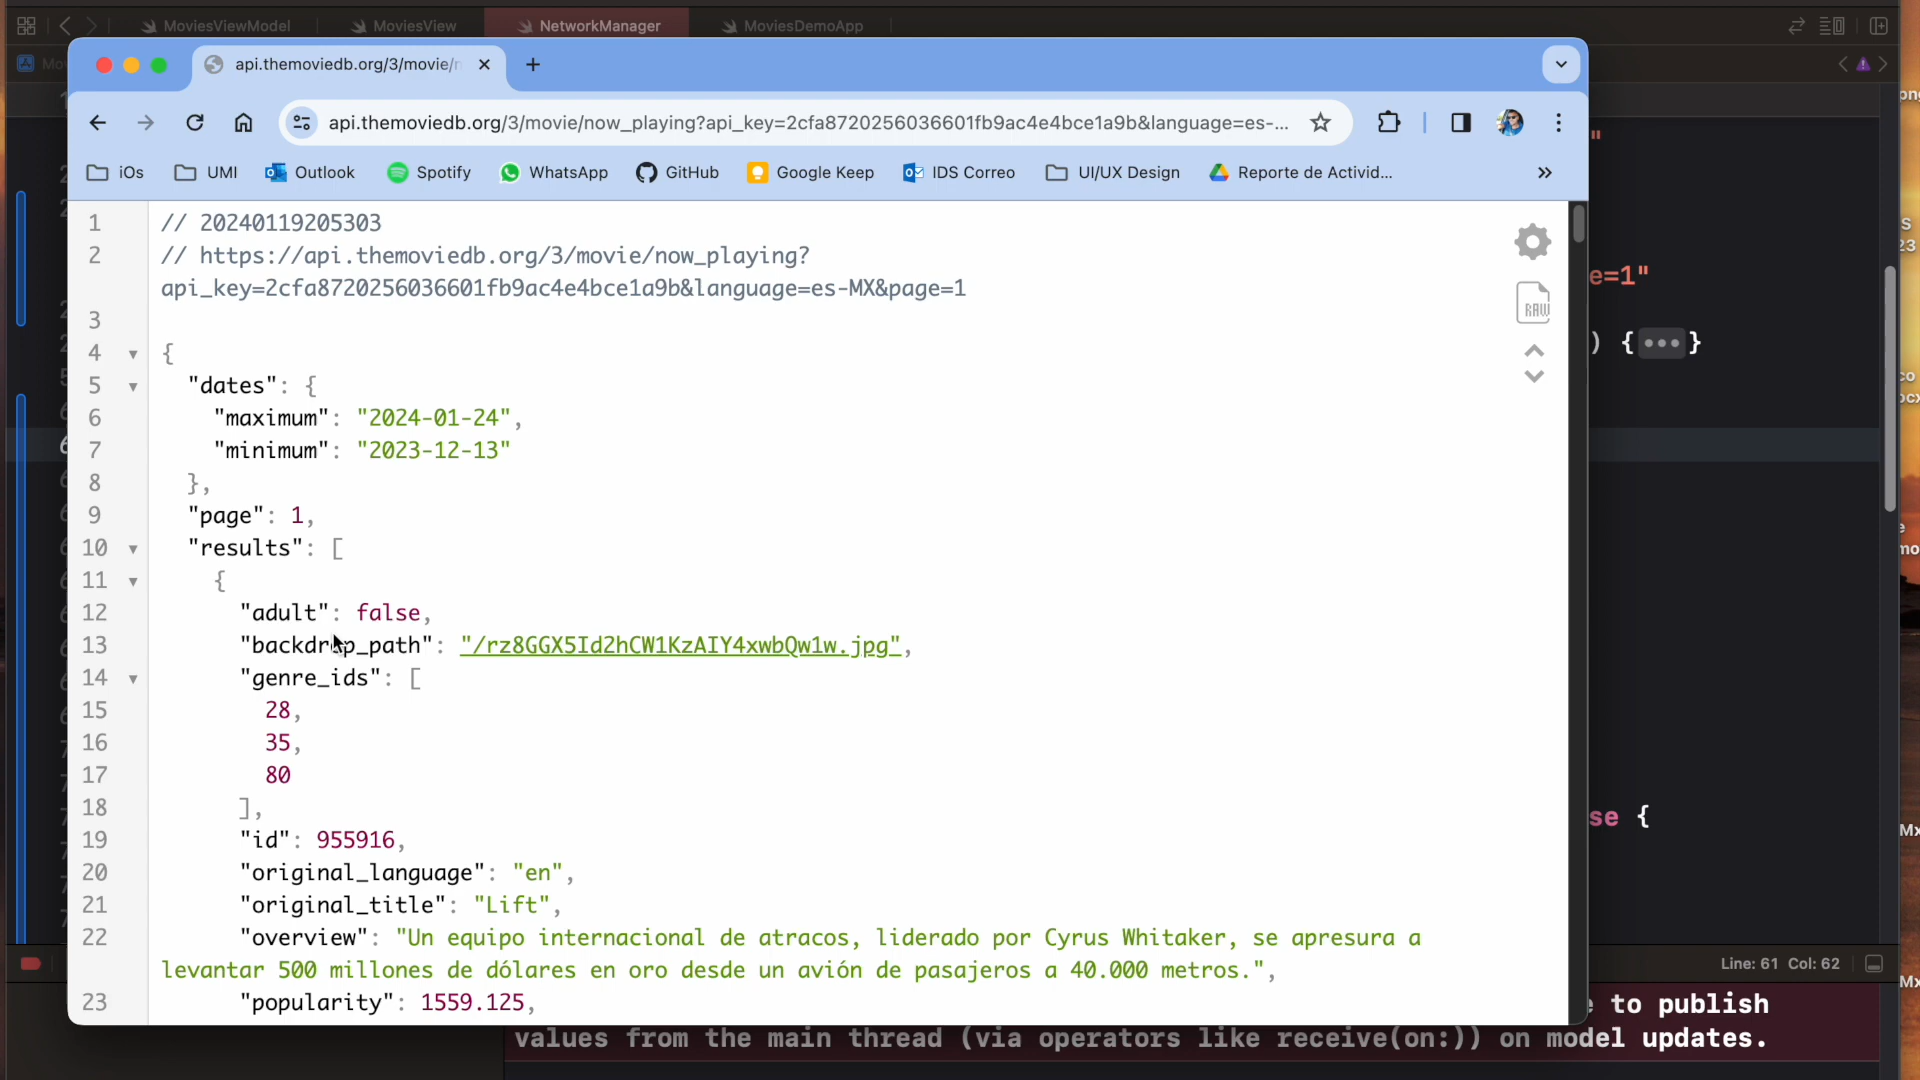 MoviesViewModel MoviesView NetworkManager MoviesDemoApp
api.themoviedb.org/3/movie/n
api.themoviedb.org/3/movie/now_playing?api_key=2cfa8720256036601fb9ac4e4bce1a9b&language=es-...
iOs UMI Outlook Spotify WhatsApp GitHub Google Keep IDS Correo UI/UX Design Reporte de Activid... »
1 // 20240119205303
2 // https://api.themoviedb.org/3/movie/now_playing?
api_key=2cfa8720256036601fb9ac4e4bce1a9b&language=es-MX&page=1
3
4 {
5 "dates": {
6 "maximum": "2024-01-24",
7 "minimum": "2023-12-13"
8 },
9 "page": 1,
10 "results": [
11 {
12 "adult": false,
13 "backdrop_path": "/rz8GGX5Id2hCW1KzAIY4xwbQw1w.jpg",
14 "genre_ids": [
15 28,
16 35,
17 80
18 ],
19 "id": 955916,
20 "original_language": "en",
21 "original_title": "Lift",
22 "overview": "Un equipo internacional de atracos, liderado por Cyrus Whitaker, se apresura a
levantar 500 millones de dólares en oro desde un avión de pasajeros a 40.000 metros.",
23 "popularity": 1559.125,
RAW
"
e=1"
) {•••}
se {
Line: 61 Col: 62
to publish
values from the main thread (via operators like receive(on:)) on model updates.